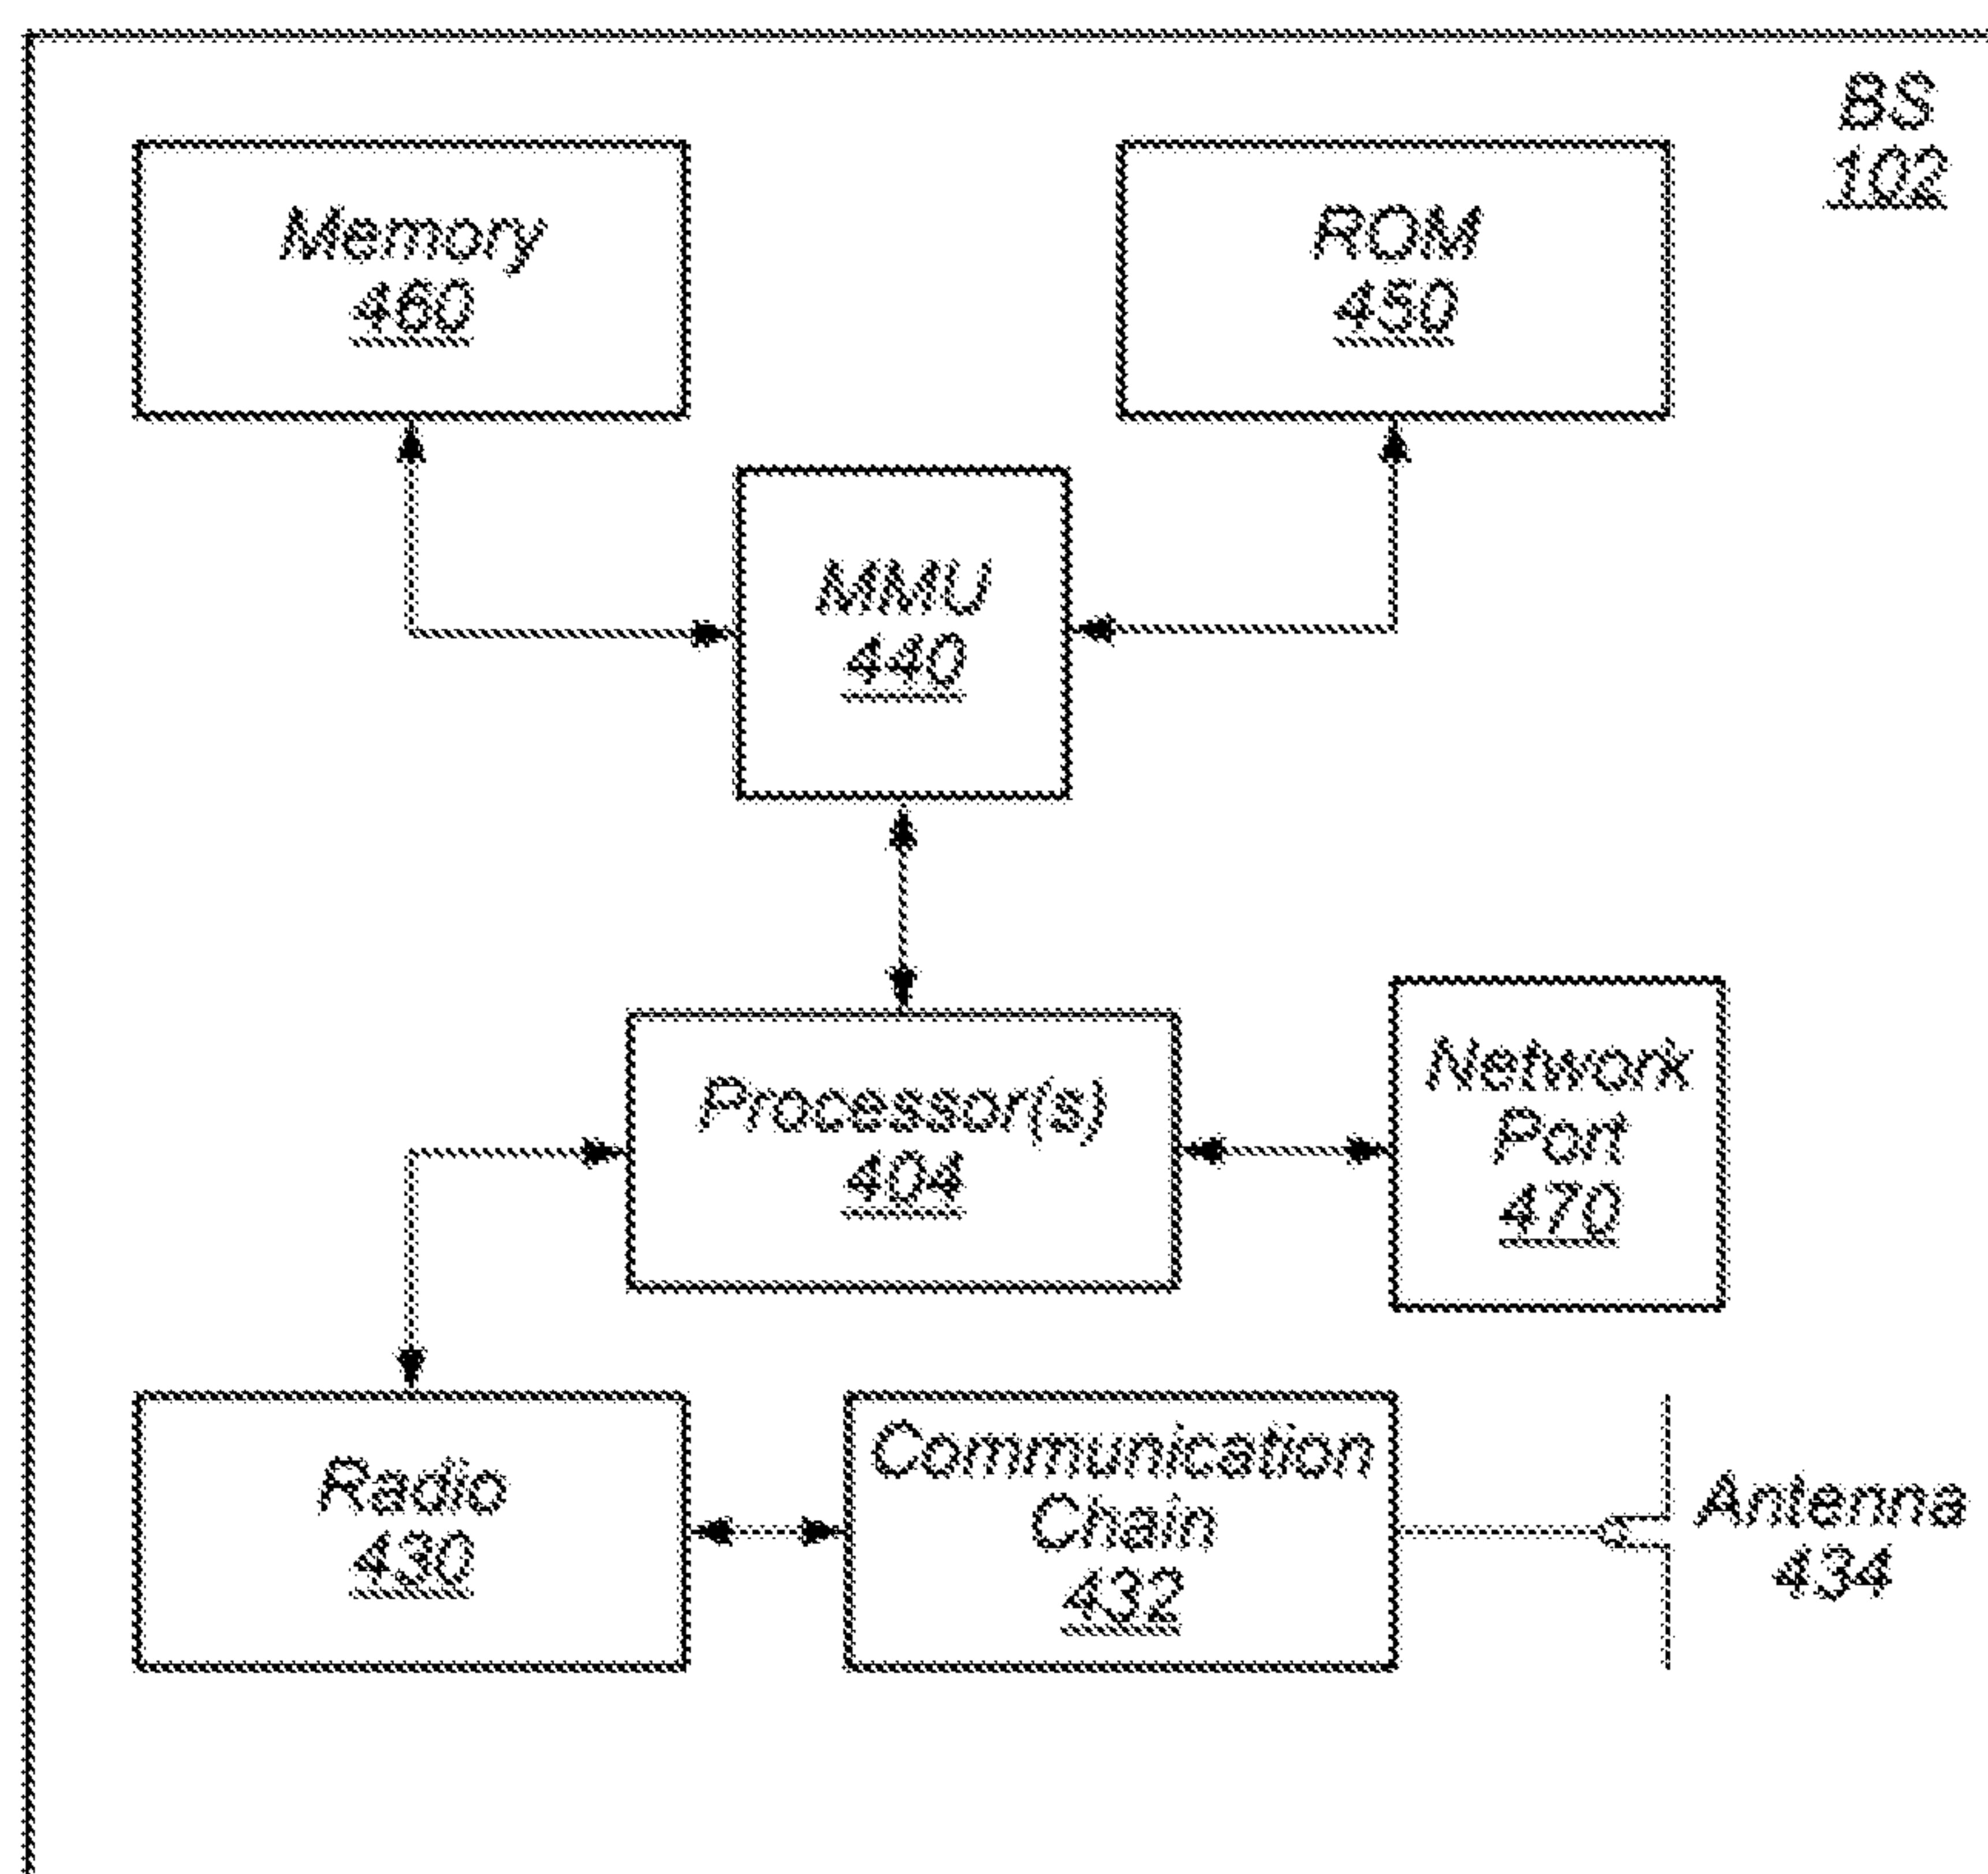 BS
102
Memory
460
ROM
450
MMU
440
Processor(s)
404
Network
Port
470
Radio
430
Communication
Chain
432
Antenna
434